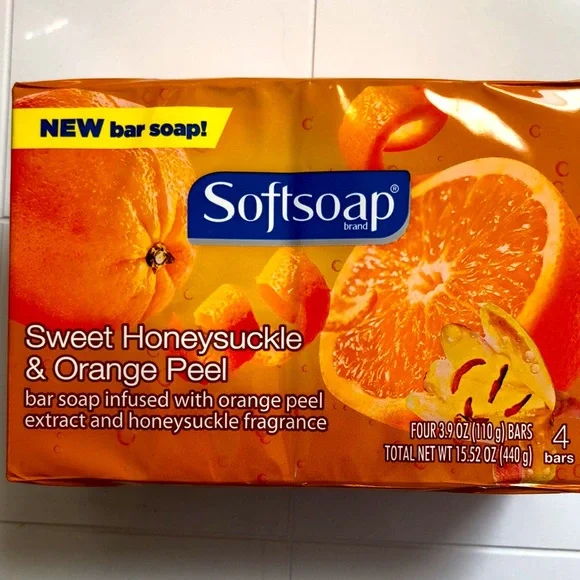 NEW bar soap!
Softsoap®
brand
Sweet Honeysuckle
& Orange Peel
bar soap infused with orange peel
extract and honeysuckle fragrance
FOUR 3.9 OZ (110 g) BARS
TOTAL NET WT 15.52 OZ (440 g)
4
bars